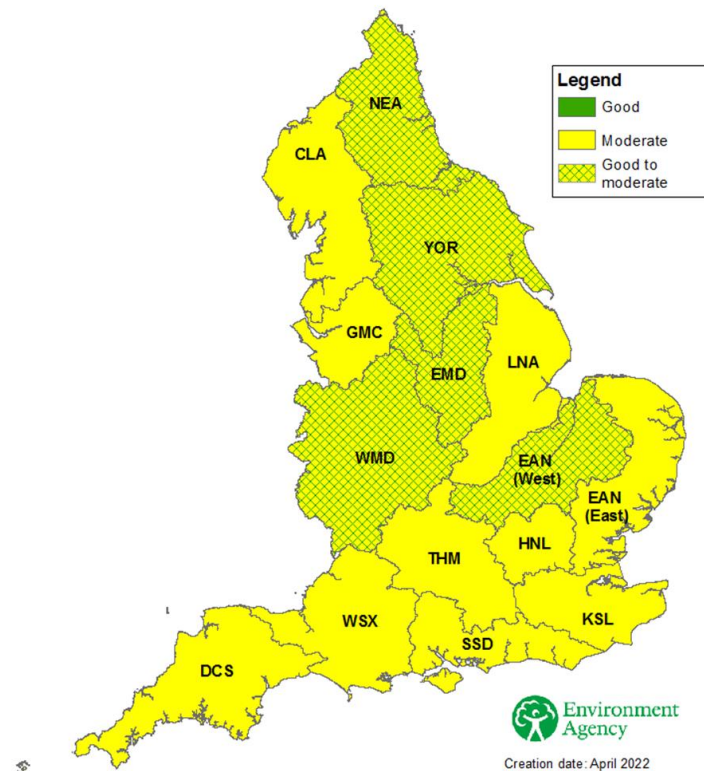 NEA
CLA
YOR
GMC
EMD
LNA
WMD
EAN
(West)
EAN
(East)
THM
HNL
WSX
SSD
KSL
DCS
Legend
Good
Moderate
Good to
moderate
Environment
Agency
Creation date: April 2022